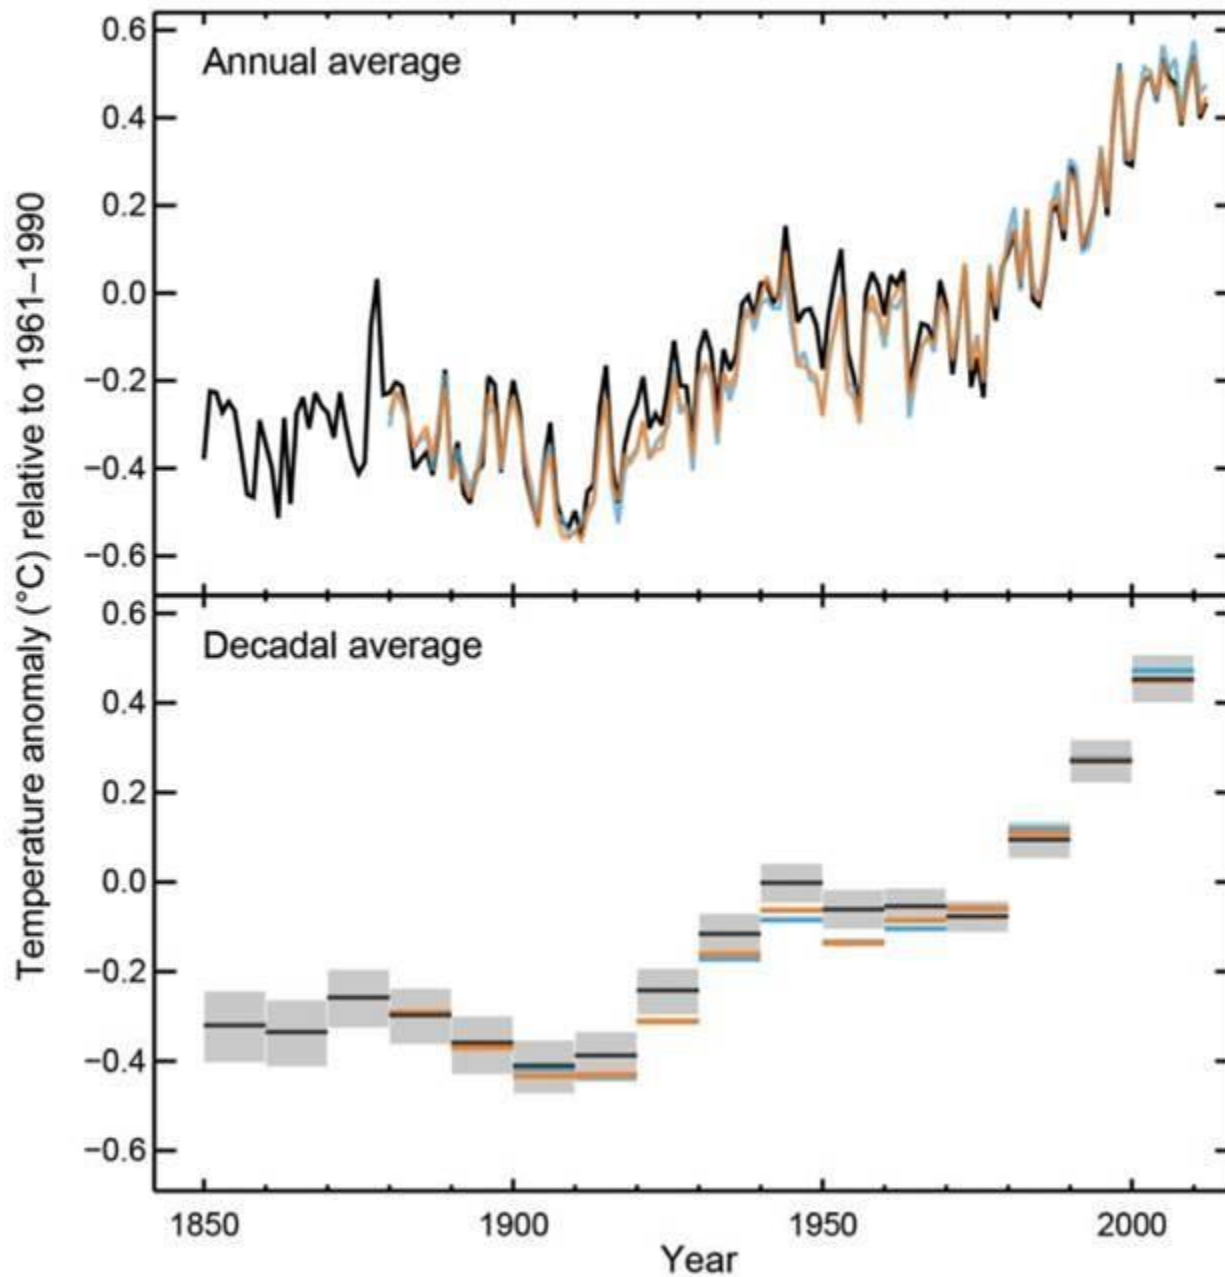 Temperature anomaly (°C) relative to 1961–1990
Annual average
0.6
0.4
0.2
0.0
−0.2
−0.4
−0.6
Decadal average
0.6
0.4
0.2
0.0
−0.2
−0.4
−0.6
1850 1900 1950 2000
Year